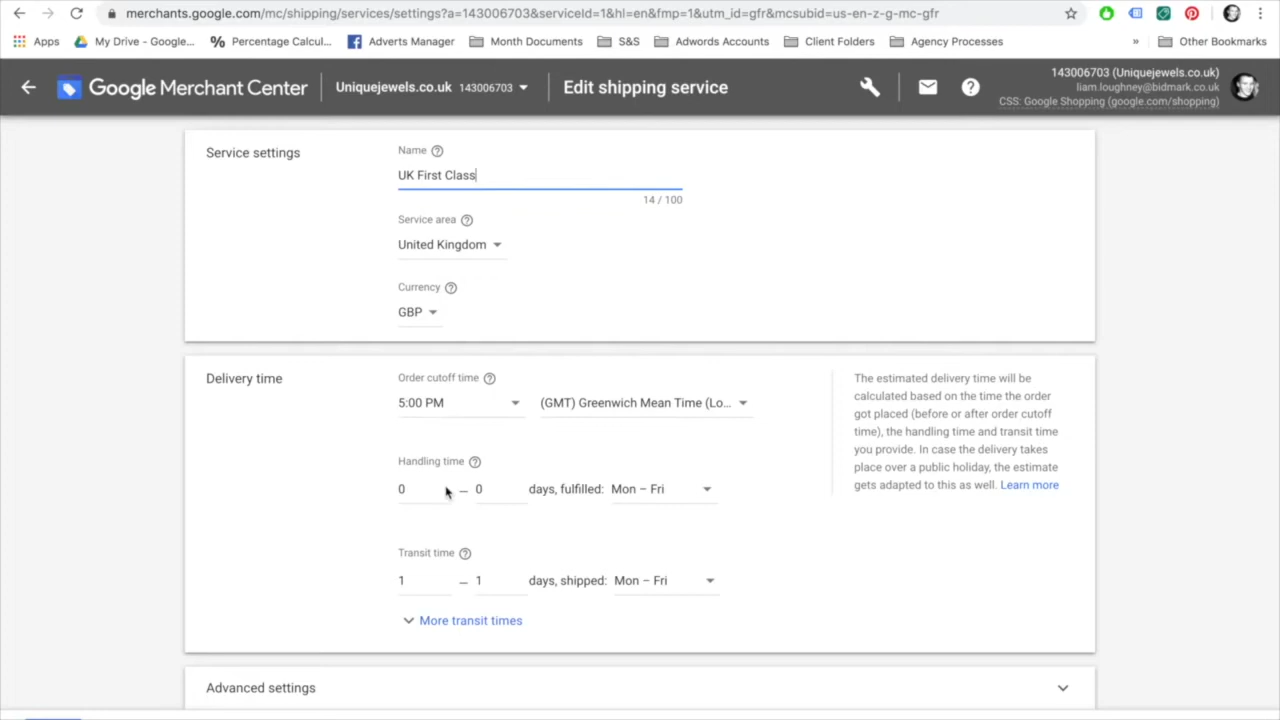 merchants.google.com/mc/shipping/services/settings?a=143006703&serviceId=1&hl=en&fmp=1&utm_id=gfr&mcsubid=us-en-z-g-mc-gfr
Apps My Drive - Google... % Percentage Calcul... Adverts Manager Month Documents S&S Adwords Accounts Client Folders Agency Processes » Other Bookmarks
Google Merchant Center Uniquejewels.co.uk 143006703 Edit shipping service
143006703 (Uniquejewels.co.uk)
liam.loughney@bidmark.co.uk
CSS: Google Shopping (google.com/shopping)
Service settings
Name
UK First Class
14 / 100
Service area
United Kingdom
Currency
GBP
Delivery time
Order cutoff time
5:00 PM (GMT) Greenwich Mean Time (Lo...
Handling time
0 – 0 days, fulfilled: Mon – Fri
Transit time
1 – 1 days, shipped: Mon – Fri
More transit times
The estimated delivery time will be
calculated based on the time the order
got placed (before or after order cutoff
time), the handling time and transit time
you provide. In case the delivery takes
place over a public holiday, the estimate
gets adapted to this as well. Learn more
Advanced settings